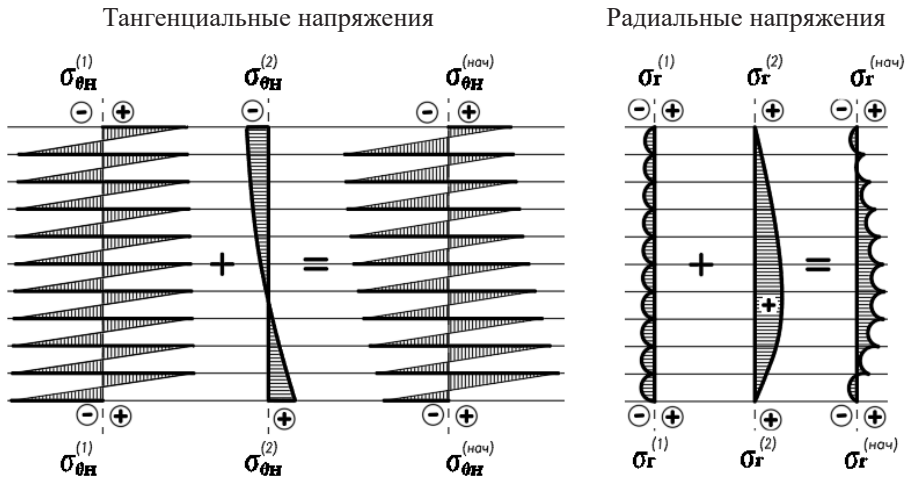 Тангенциальные напряжения Радиальные напряжения
σθн(1) σθн(2) σθн(нач) σr(1) σr(2) σr(нач)
- + - - + - + + - +
+ = + =
+
- + + - + - + + - +
σθн(1) σθн(2) σθн(нач) σr(1) σr(2) σr(нач)